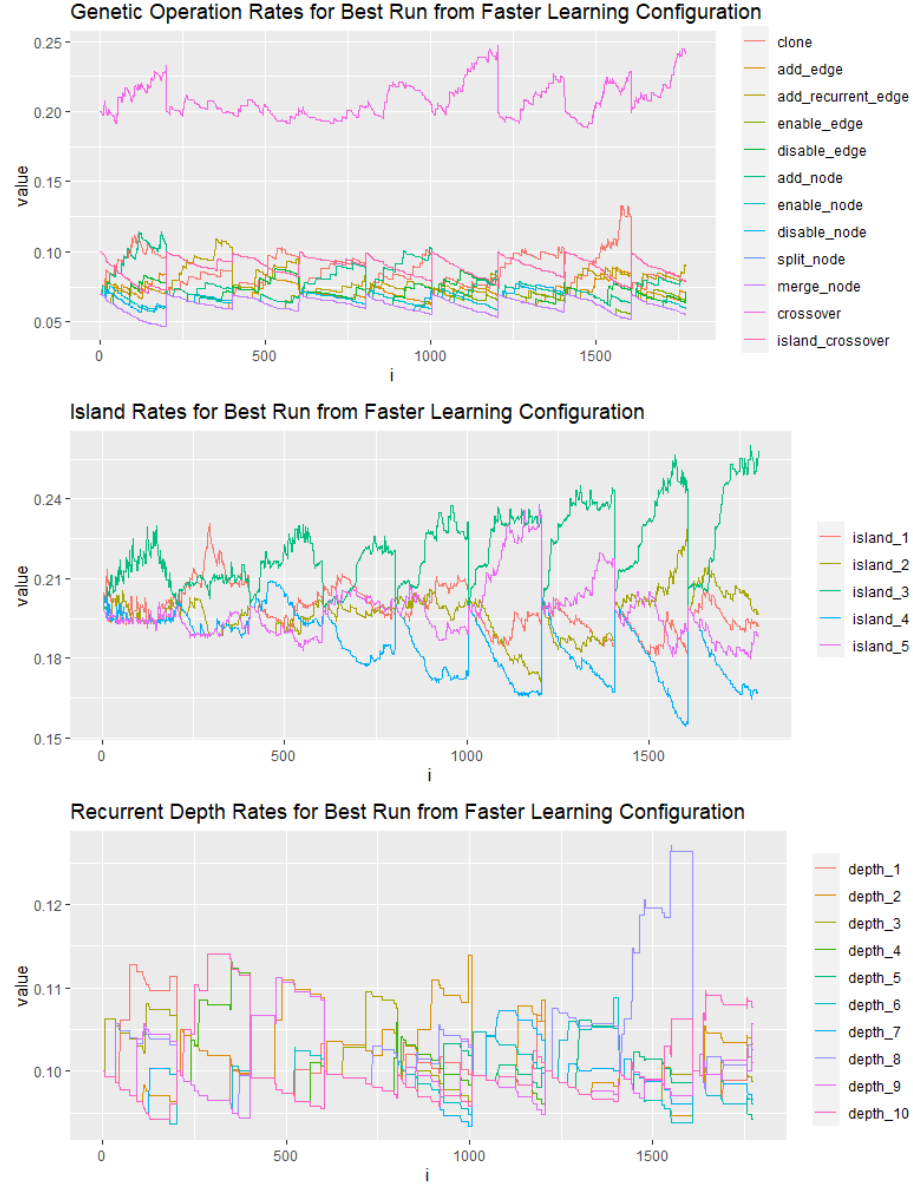 Genetic Operation Rates for Best Run from Faster Learning Configuration
0.25
0.20
0.15
0.10
0.05
value
0
500
1000
1500
i
clone
add_edge
add_recurrent_edge
enable_edge
disable_edge
add_node
enable_node
disable_node
split_node
merge_node
crossover
island_crossover
Island Rates for Best Run from Faster Learning Configuration
0.24
0.21
0.18
0.15
value
0
500
1000
1500
i
island_1
island_2
island_3
island_4
island_5
Recurrent Depth Rates for Best Run from Faster Learning Configuration
0.12
0.11
0.10
value
0
500
1000
1500
i
depth_1
depth_2
depth_3
depth_4
depth_5
depth_6
depth_7
depth_8
depth_9
depth_10